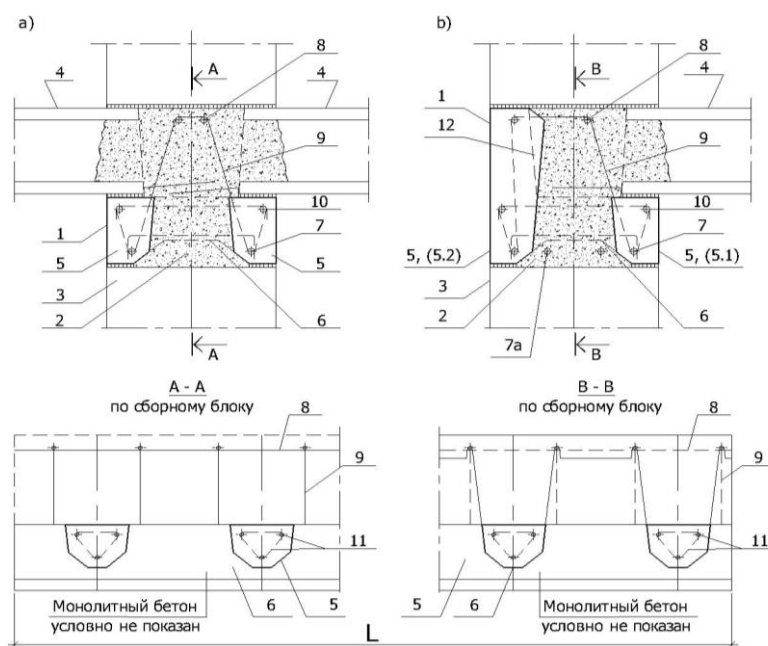 а)
b)
A
8
4
4
9
10
1
7
5
5
3
2
6
A
B
8
1
4
12
9
10
7
5, (5.2)
5, (5.1)
3
2
6
7a
B
A - A
по сборному блоку
8
9
11
Монолитный бетон
условно не показан
6
5
B - B
по сборному блоку
8
9
11
5
6
Монолитный бетон
условно не показан
5
L